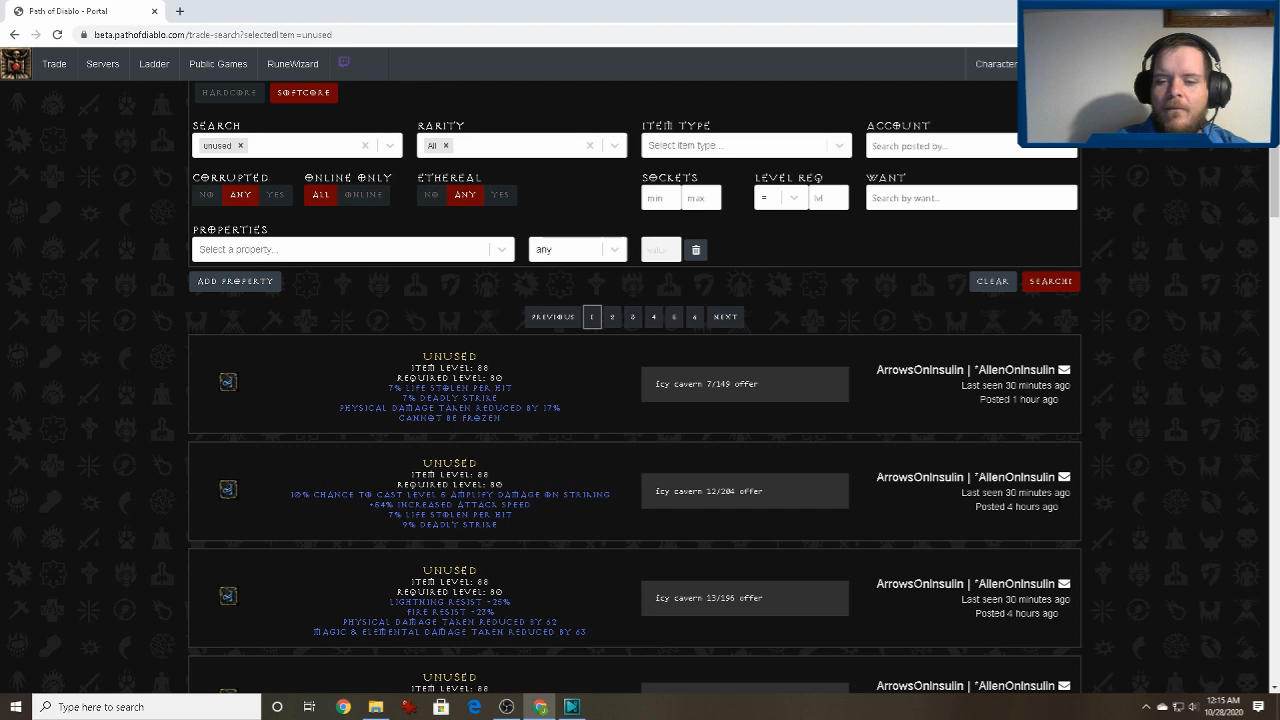 Path of Diablo - Portal
beta.pathofdiablo.com/trade-search?selectedItem=unused
Trade Servers Ladder Public Games RuneWizard Character
HARDCORE SOFTCORE
SEARCH RARITY ITEM TYPE ACCOUNT
unused All Select item type... Search posted by...
CORRUPTED ONLINE ONLY ETHEREAL SOCKETS LEVEL REQ WANT
NO ANY YES ALL ONLINE NO ANY YES min max = lvl Search by want...
PROPERTIES
Select a property... any value
ADD PROPERTY CLEAR SEARCH!
PREVIOUS 1 2 3 4 5 6 NEXT
UNUSED
ITEM LEVEL: 88
REQUIRED LEVEL: 80
7% LIFE STOLEN PER HIT
7% DEADLY STRIKE
PHYSICAL DAMAGE TAKEN REDUCED BY 17%
CANNOT BE FROZEN
icy cavern 7/149 offer
ArrowsOnInsulin | *AllenOnInsulin
Last seen 30 minutes ago
Posted 1 hour ago
UNUSED
ITEM LEVEL: 88
REQUIRED LEVEL: 80
10% CHANCE TO CAST LEVEL 6 AMPLIFY DAMAGE ON STRIKING
+64% INCREASED ATTACK SPEED
7% LIFE STOLEN PER HIT
9% DEADLY STRIKE
icy cavern 12/204 offer
ArrowsOnInsulin | *AllenOnInsulin
Last seen 30 minutes ago
Posted 4 hours ago
UNUSED
ITEM LEVEL: 88
REQUIRED LEVEL: 80
LIGHTNING RESIST +25%
FIRE RESIST +23%
PHYSICAL DAMAGE TAKEN REDUCED BY 62
MAGIC & ELEMENTAL DAMAGE TAKEN REDUCED BY 63
icy cavern 13/195 offer
ArrowsOnInsulin | *AllenOnInsulin
Last seen 30 minutes ago
Posted 4 hours ago
UNUSED
ITEM LEVEL: 88
ArrowsOnInsulin | *AllenOnInsulin
Type here to search
12:15 AM
10/28/2020